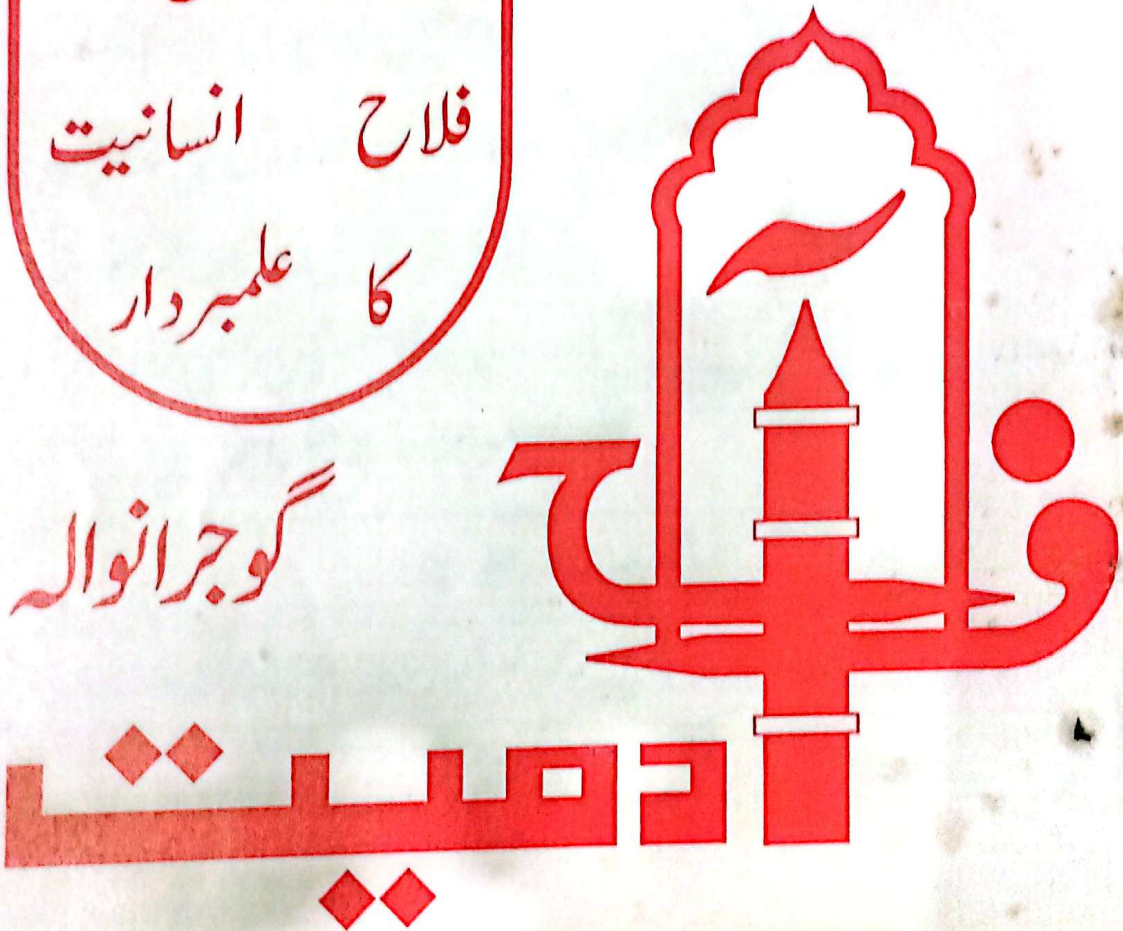 فلاح انسانیت
کا علمبردار
گوجرانوالہ
فلاح
آدمیت